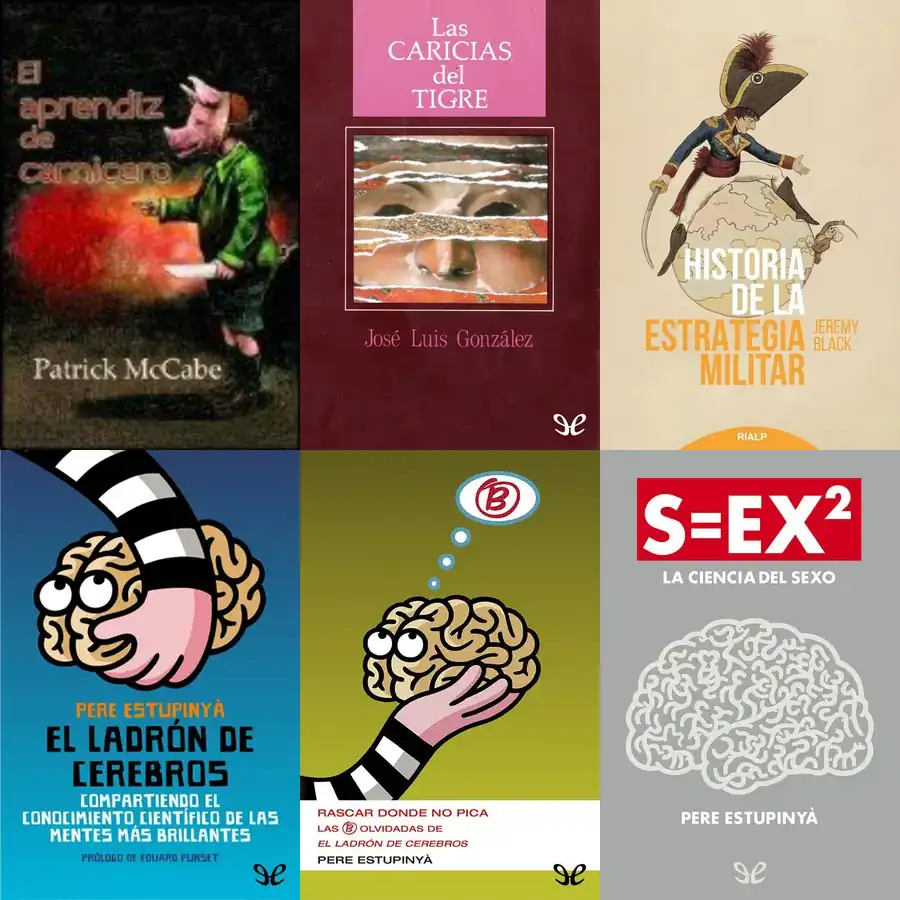 El
aprendiz
de
carnicero
Patrick McCabe
Las
CARICIAS
del
TIGRE
José Luis González
HISTORIA
DE LA
ESTRATEGIA
MILITAR
JEREMY
BLACK
RIALP
PERE ESTUPINYÀ
EL LADRÓN DE
CEREBROS
COMPARTIENDO EL
CONOCIMIENTO CIENTÍFICO DE LAS
MENTES MÁS BRILLANTES
PRÓLOGO DE EDUARD PUNSET
B
RASCAR DONDE NO PICA
LAS B OLVIDADAS DE
EL LADRÓN DE CEREBROS
PERE ESTUPINYÀ
S=EX²
LA CIENCIA DEL SEXO
PERE ESTUPINYÀ